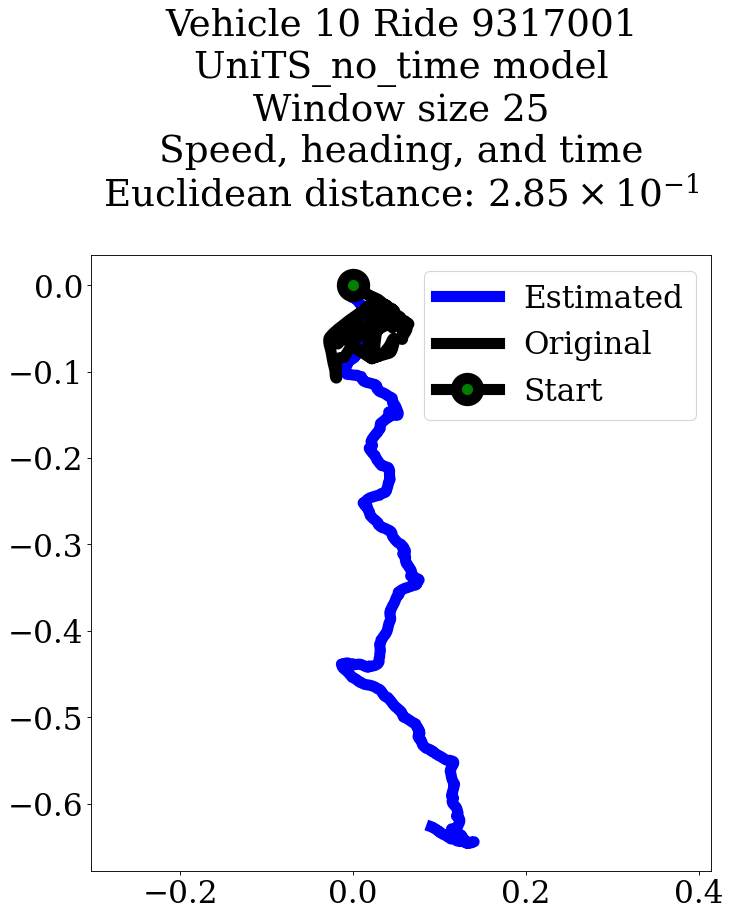 Vehicle 10 Ride 9317001
UniTS_no_time model
Window size 25
Speed, heading, and time
Euclidean distance: 2.85 × 10⁻¹
Estimated
Original
Start
0.0
−0.1
−0.2
−0.3
−0.4
−0.5
−0.6
−0.2 0.0 0.2 0.4